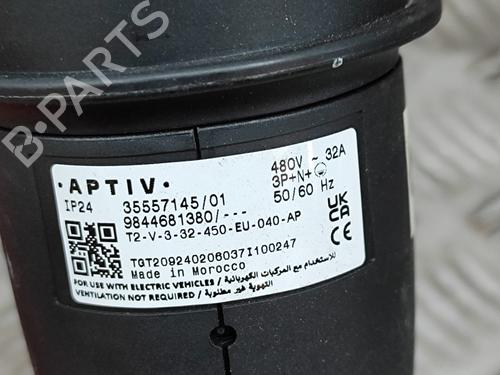 B-PARTS
· APTIV ·
IP24 35557145/01 480V ~ 32A
9844681380/--- 3P+N+
T2-V-3-32-450-EU-040-AP 50/60 Hz
TGT209240206037I100247 UK CA
Made in Morocco CE
FOR USE WITH ELECTRIC VEHICLES / للاستخدام مع المركبات الكهربائية
VENTILATION NOT REQUIRED / التهوية غير مطلوبة